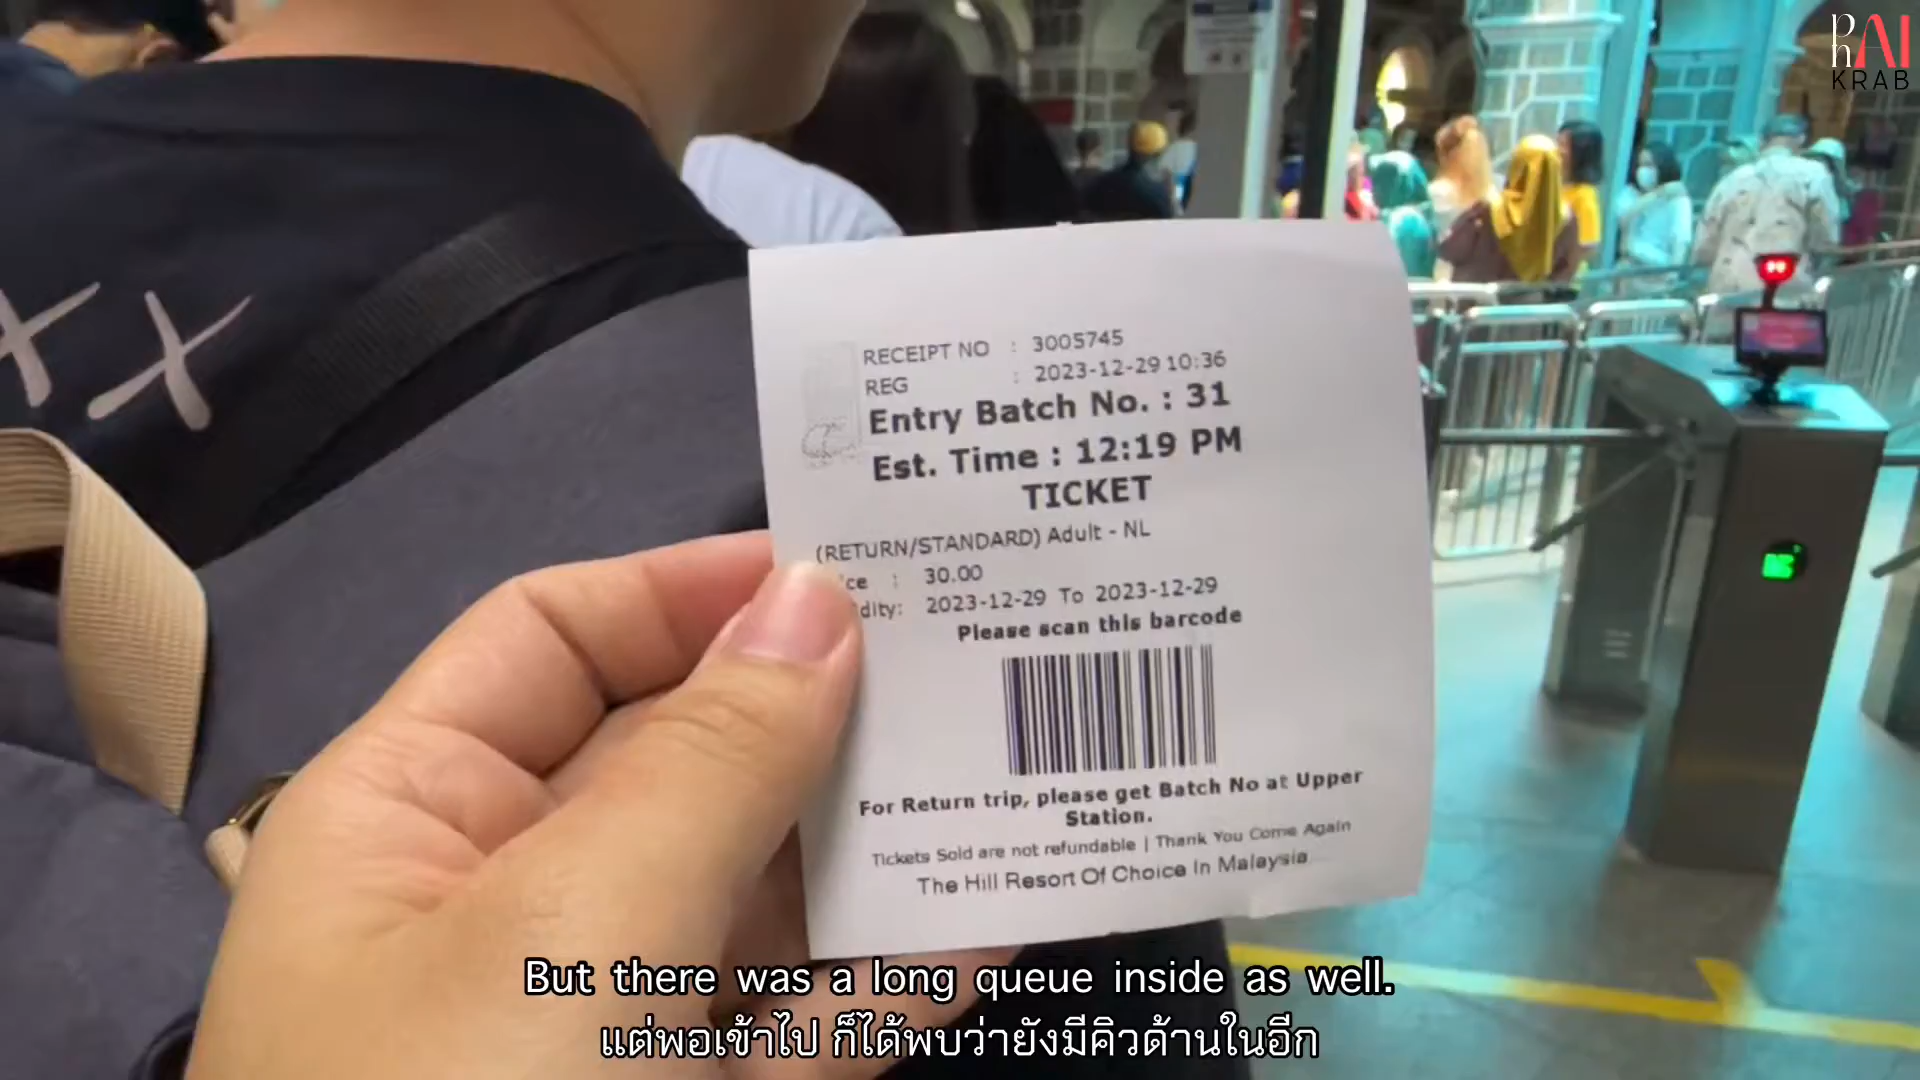 pn AI
KRAB
RECEIPT NO : 3005745
REG : 2023-12-29 10:36
Entry Batch No. : 31
Est. Time : 12:19 PM
TICKET
(RETURN/STANDARD) Adult - NL
ce : 30.00
dity: 2023-12-29 To 2023-12-29
Please scan this barcode
For Return trip, please get Batch No at Upper
Station.
Tickets Sold are not refundable | Thank You Come Again
The Hill Resort Of Choice In Malaysia
But there was a long queue inside as well.
แต่พอเข้าไป ก็ได้พบว่ายังมีคิวด้านในอีก